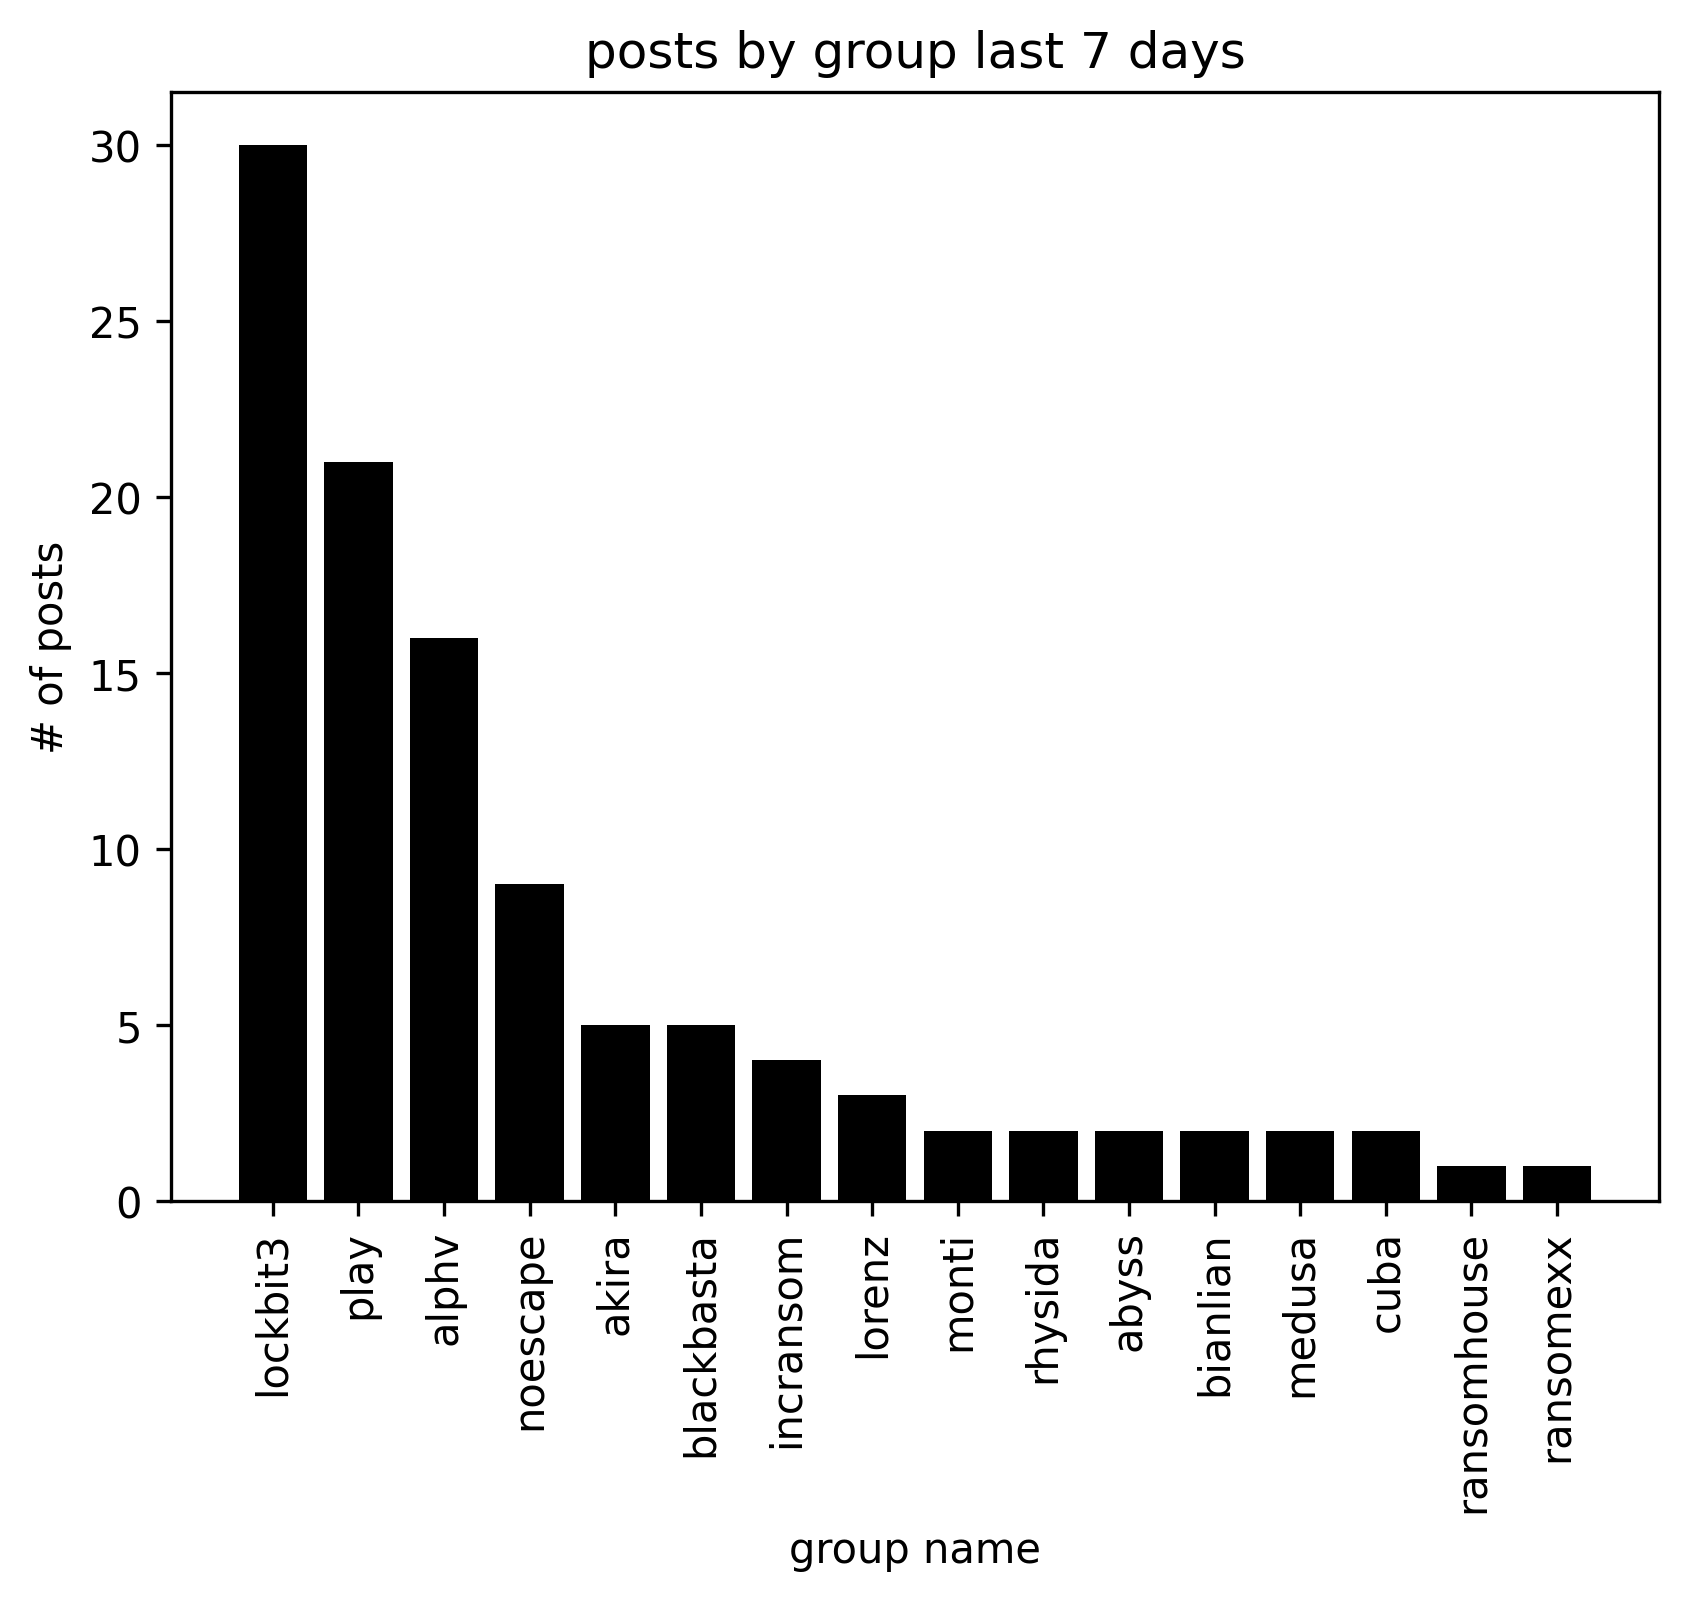 posts by group last 7 days
# of posts
30
25
20
15
10
5
0
lockbit3
play
alphv
noescape
akira
blackbasta
incransom
lorenz
monti
rhysida
abyss
bianlian
medusa
cuba
ransomhouse
ransomexx
group name